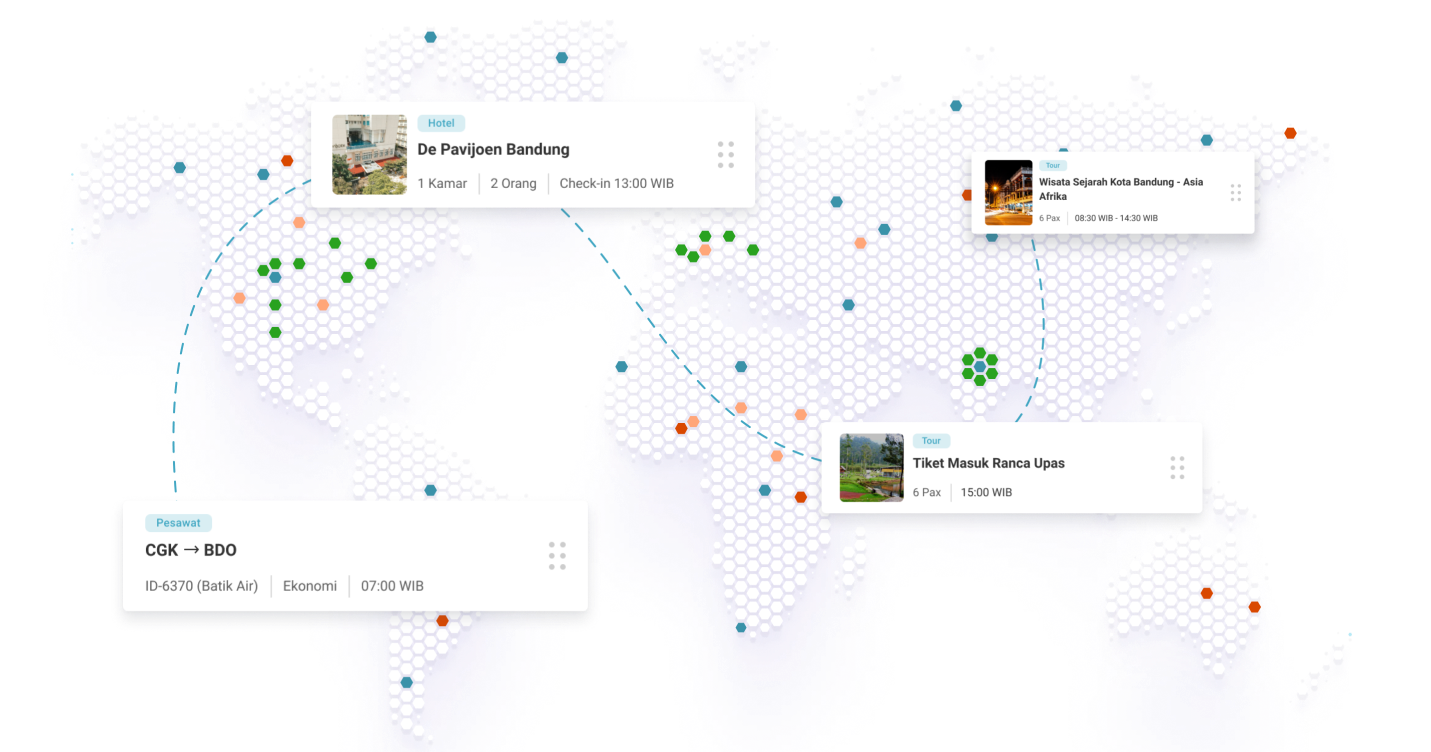 Hotel
De Pavijoen Bandung
1 Kamar 2 Orang Check-in 13:00 WIB
Tour
Wisata Sejarah Kota Bandung - Asia
Afrika
6 Pax 08:30 WIB - 14:30 WIB
Tour
Tiket Masuk Ranca Upas
6 Pax 15:00 WIB
Pesawat
CGK → BDO
ID-6370 (Batik Air) Ekonomi 07:00 WIB